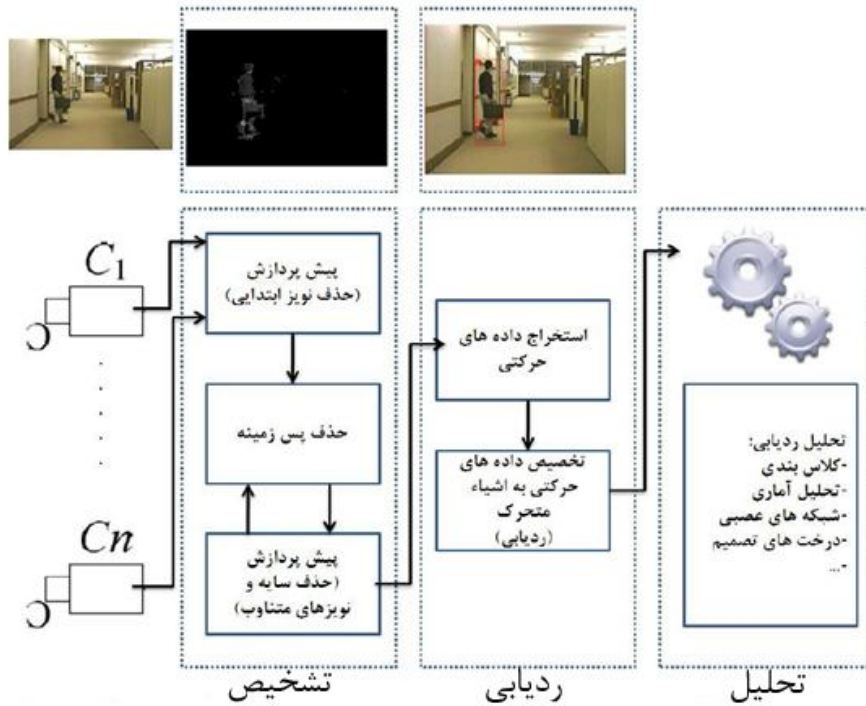 C1
پیش پردازش
(حذف نویز ابتدایی)
حذف پس زمینه
Cn
پیش پردازش
(حذف سایه و
نویزهای متناوب)
تشخیص
استخراج داده های
حرکتی
تخصیص داده های
حرکتی به اشیاء
متحرک
(ردیابی)
ردیابی
تحلیل ردیابی:
-کلاس بندی
-تحلیل آماری
-شبکه های عصبی
-درخت های تصمیم
-...
تحلیل